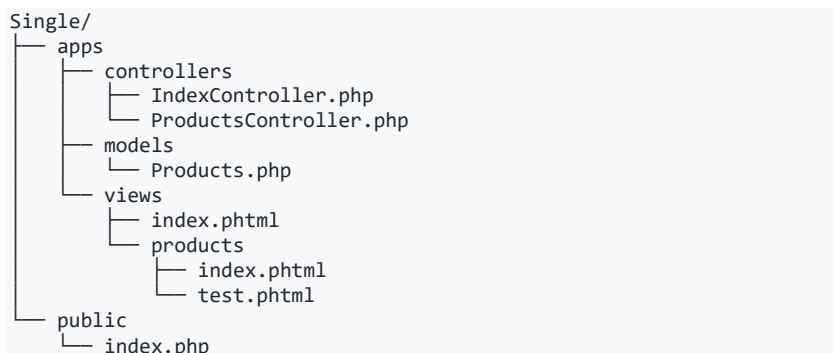 Single/
├── apps
│   ├── controllers
│   │   ├── IndexController.php
│   │   └── ProductsController.php
│   ├── models
│   │   └── Products.php
│   └── views
│       ├── index.phtml
│       └── products
│           ├── index.phtml
│           └── test.phtml
└── public
    └── index.php